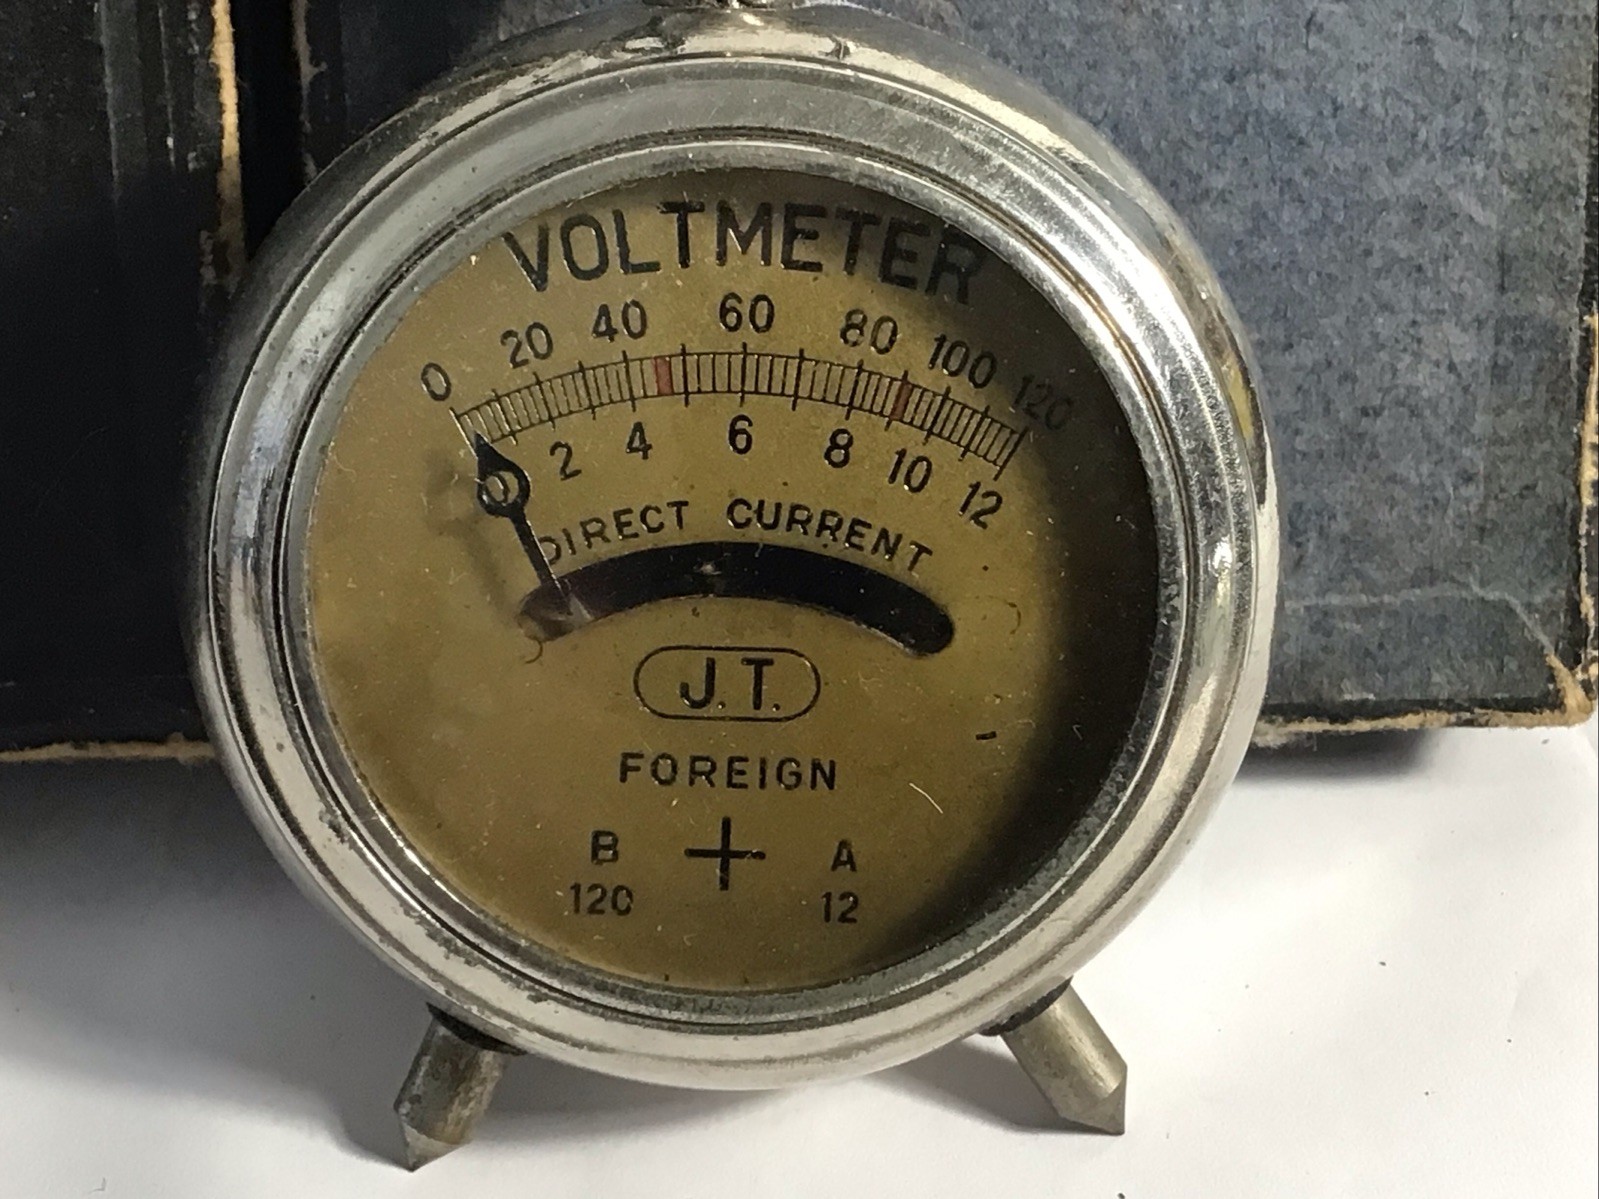 VOLTMETER
0 20 40 60 80 100 120
2 4 6 8 10 12
DIRECT CURRENT
J.T.
FOREIGN
B + A
120 12